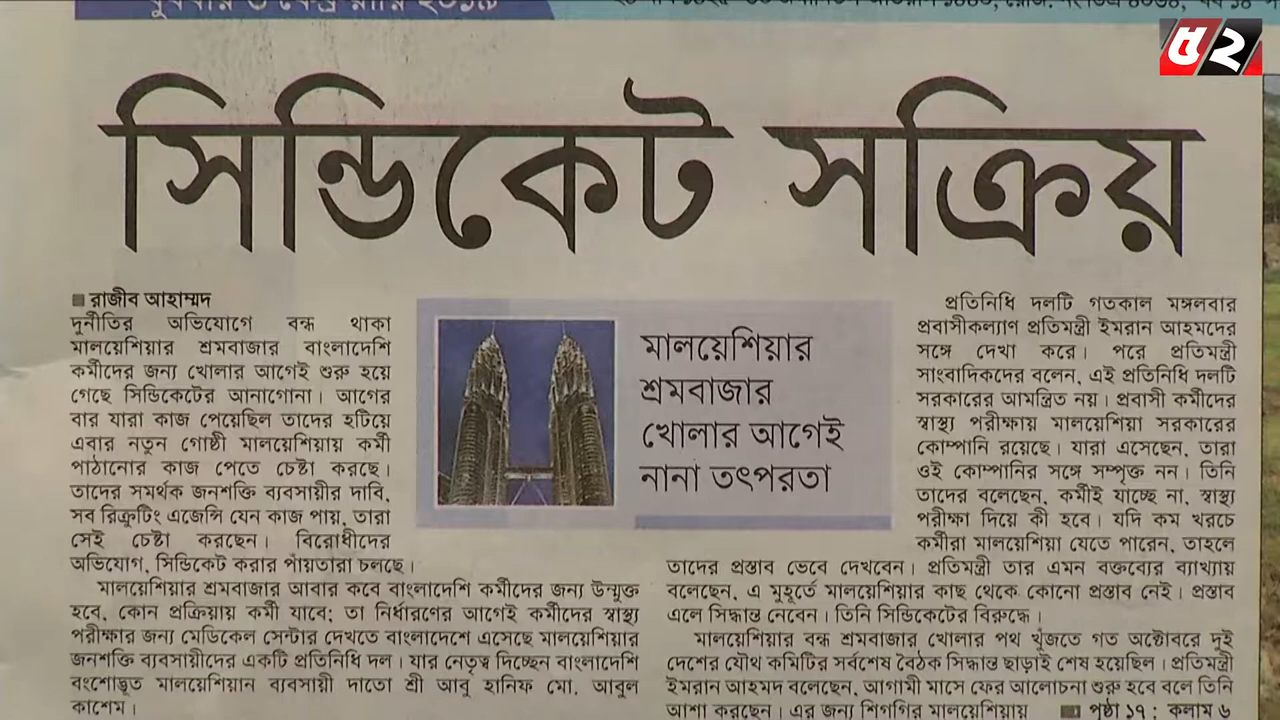 ৫২
সিন্ডিকেট সক্রিয়
রাজীব আহাম্মদ
দুর্নীতির অভিযোগে বন্ধ থাকা
মালয়েশিয়ার শ্রমবাজার বাংলাদেশি
কর্মীদের জন্য খোলার আগেই শুরু হয়ে
গেছে সিন্ডিকেটের আনাগোনা। আগের
বার যারা কাজ পেয়েছিল তাদের হটিয়ে
এবার নতুন গোষ্ঠী মালয়েশিয়ায় কর্মী
পাঠানোর কাজ পেতে চেষ্টা করছে।
তাদের সমর্থক জনশক্তি ব্যবসায়ীর দাবি,
সব রিক্রুটিং এজেন্সি যেন কাজ পায়, তারা
সেই চেষ্টা করছেন। বিরোধীদের
অভিযোগ, সিন্ডিকেট করার পাঁয়তারা চলছে।
মালয়েশিয়ার শ্রমবাজার আবার কবে বাংলাদেশি কর্মীদের জন্য উন্মুক্ত
হবে, কোন প্রক্রিয়ায় কর্মী যাবে; তা নির্ধারণের আগেই কর্মীদের স্বাস্থ্য
পরীক্ষার জন্য মেডিকেল সেন্টার দেখতে বাংলাদেশে এসেছে মালয়েশিয়ার
জনশক্তি ব্যবসায়ীদের একটি প্রতিনিধি দল। যার নেতৃত্ব দিচ্ছেন বাংলাদেশি
বংশোদ্ভূত মালয়েশিয়ান ব্যবসায়ী দাতো শ্রী আবু হানিফ মো. আবুল
কাশেম।
মালয়েশিয়ার
শ্রমবাজার
খোলার আগেই
নানা তৎপরতা
প্রতিনিধি দলটি গতকাল মঙ্গলবার
প্রবাসীকল্যাণ প্রতিমন্ত্রী ইমরান আহমদের
সঙ্গে দেখা করে। পরে প্রতিমন্ত্রী
সাংবাদিকদের বলেন, এই প্রতিনিধি দলটি
সরকারের আমন্ত্রিত নয়। প্রবাসী কর্মীদের
স্বাস্থ্য পরীক্ষায় মালয়েশিয়া সরকারের
কোম্পানি রয়েছে। যারা এসেছেন, তারা
ওই কোম্পানির সঙ্গে সম্পৃক্ত নন। তিনি
তাদের বলেছেন, কর্মীই যাচ্ছে না, স্বাস্থ্য
পরীক্ষা দিয়ে কী হবে। যদি কম খরচে
কর্মীরা মালয়েশিয়া যেতে পারেন, তাহলে
তাদের প্রস্তাব ভেবে দেখবেন। প্রতিমন্ত্রী তার এমন বক্তব্যের ব্যাখ্যায়
বলেছেন, এ মুহূর্তে মালয়েশিয়ার কাছ থেকে কোনো প্রস্তাব নেই। প্রস্তাব
এলে সিদ্ধান্ত নেবেন। তিনি সিন্ডিকেটের বিরুদ্ধে।
মালয়েশিয়ার বন্ধ শ্রমবাজার খোলার পথ খুঁজতে গত অক্টোবরে দুই
দেশের যৌথ কমিটির সর্বশেষ বৈঠক সিদ্ধান্ত ছাড়াই শেষ হয়েছিল। প্রতিমন্ত্রী
ইমরান আহমদ বলেছেন, আগামী মাসে ফের আলোচনা শুরু হবে বলে তিনি
আশা করছেন। এর জন্য শিগগির মালয়েশিয়ায় পৃষ্ঠা ১৭ : কলাম ৬